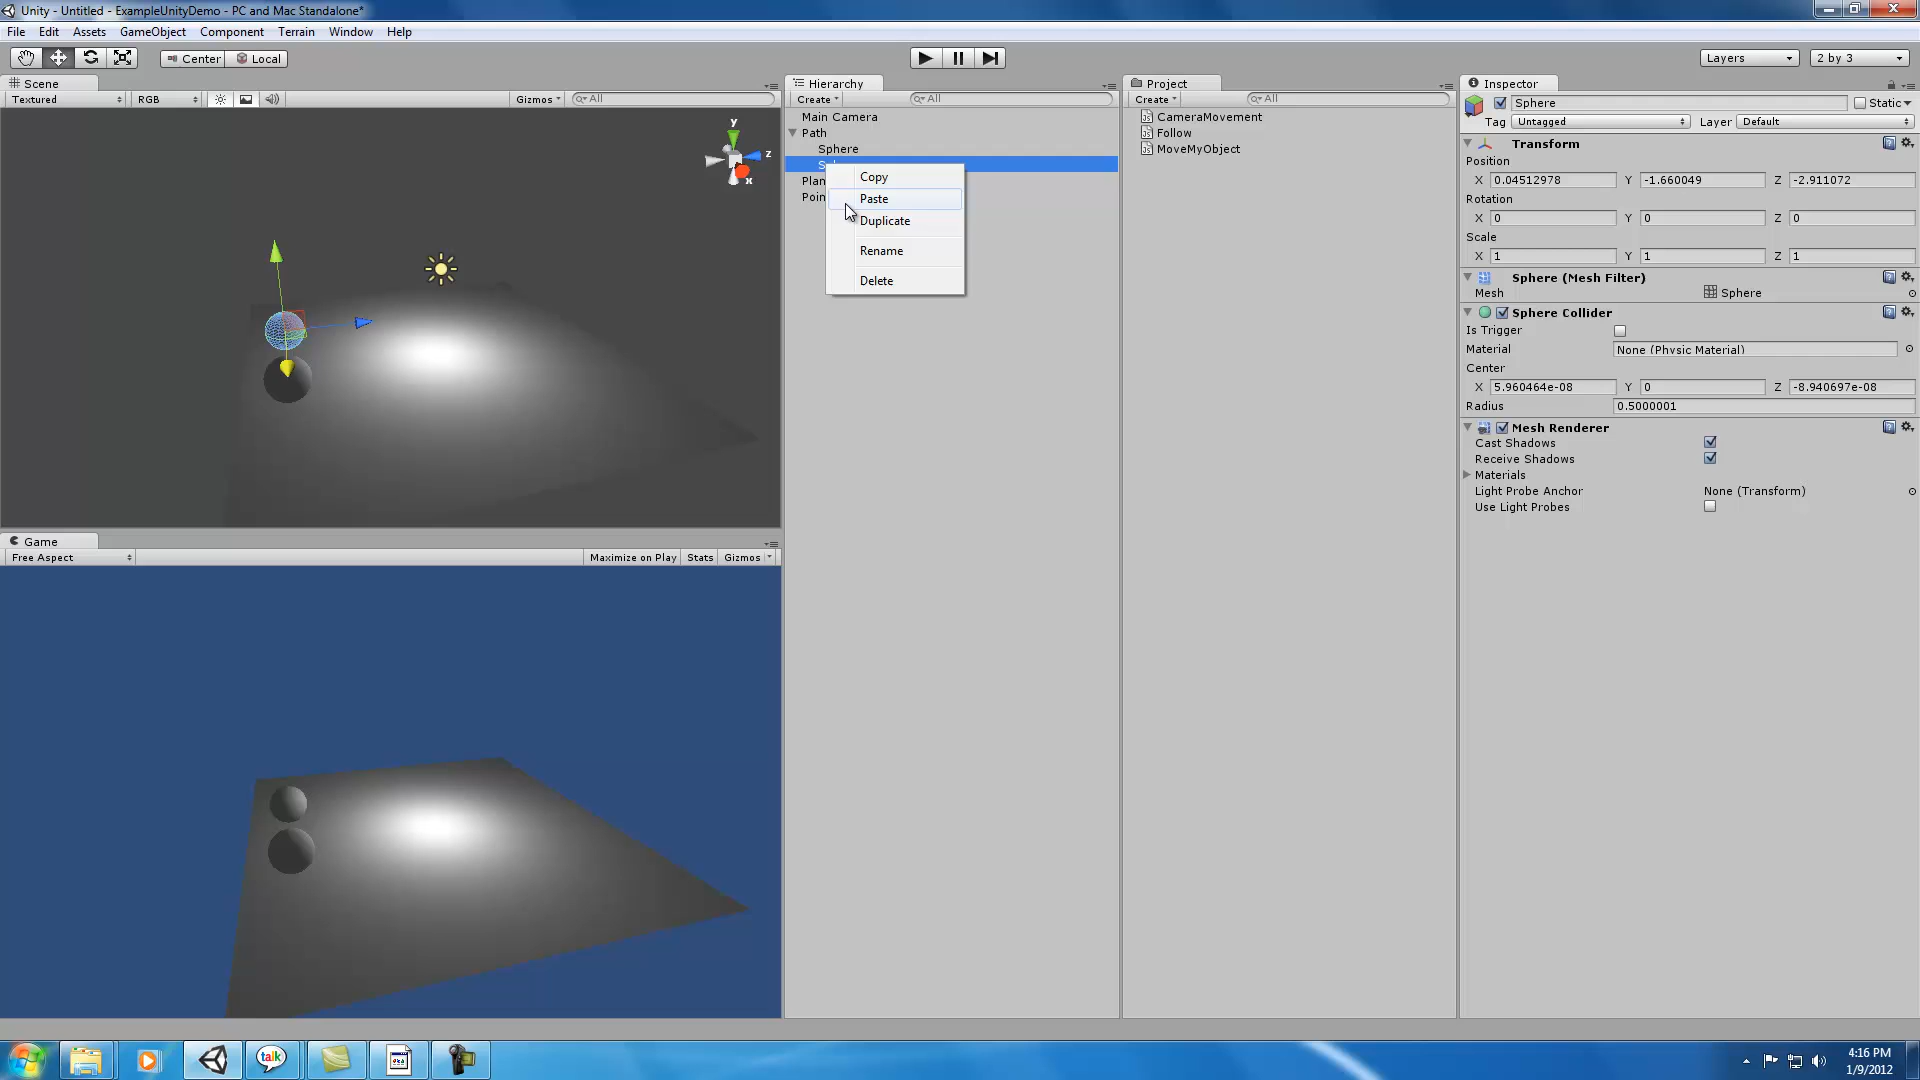 Unity - Untitled - ExampleUnityDemo - PC and Mac Standalone*
File Edit Assets GameObject Component Terrain Window Help
Center Local
Layers 2 by 3
Scene
Textured RGB Gizmos All
Hierarchy
Create All
Main Camera
Path
Sphere
Plan
Poin
Copy
Paste
Duplicate
Rename
Delete
Project
Create All
CameraMovement
Follow
MoveMyObject
Inspector
Sphere Static
Tag Untagged Layer Default
Transform
Position
X 0.04512978 Y -1.660049 Z -2.911072
Rotation
X 0 Y 0 Z 0
Scale
X 1 Y 1 Z 1
Sphere (Mesh Filter)
Mesh Sphere
Sphere Collider
Is Trigger
Material None (Physic Material)
Center
X 5.960464e-08 Y 0 Z -8.940697e-08
Radius 0.5000001
Mesh Renderer
Cast Shadows
Receive Shadows
Materials
Light Probe Anchor None (Transform)
Use Light Probes
y
z
x
Game
Free Aspect Maximize on Play Stats Gizmos
talk
4:16 PM
1/9/2012